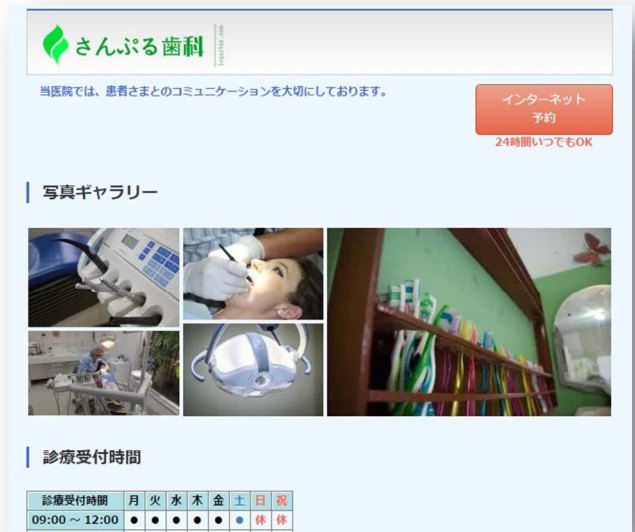 さんぷる歯科
当医院では、患者さまとのコミュニケーションを大切にしております。
インターネット
予約
24時間いつでもOK
写真ギャラリー
診療受付時間
診療受付時間 月 火 水 木 金 土 日 祝
09:00 ～ 12:00 ● ● ● ● ● ● 休 休